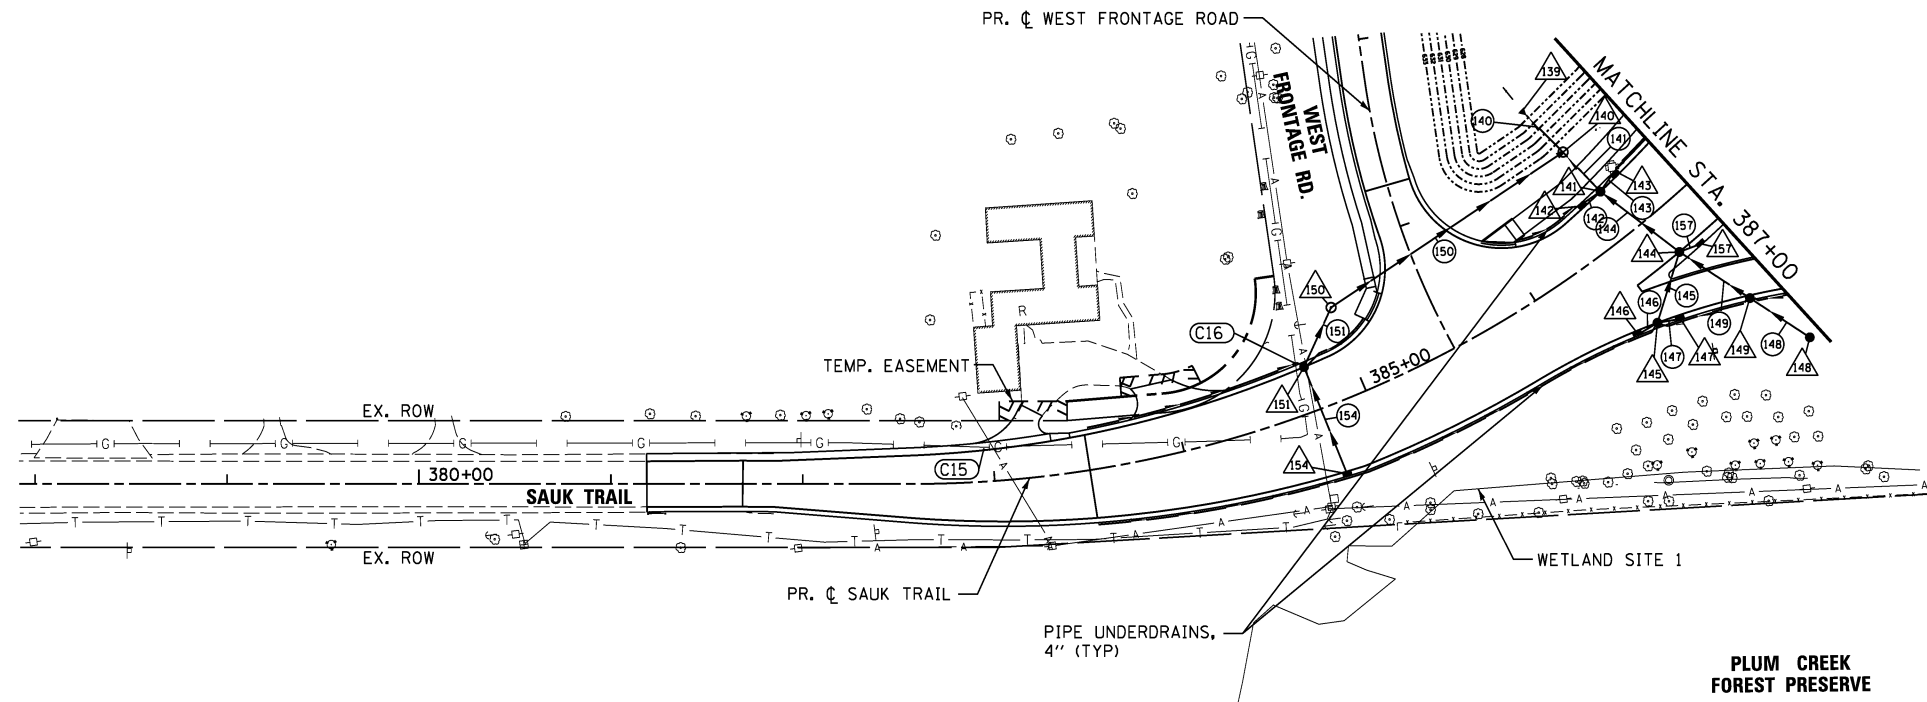 PR. ℄ WEST FRONTAGE ROAD
WEST
FRONTAGE RD.
MATCHLINE STA. 387+00
139
140
140
141
141
142
143
143
142
144
150
157
157
144
145
146
146
149
147
147
149
148
148
145
150
151
C16
151
154
154
385+00
TEMP. EASEMENT
R
EX. ROW
G G G G G G
380+00
C15
SAUK TRAIL
T T T T T T T T T T
A A A A A A A A
EX. ROW
PR. ℄ SAUK TRAIL
WETLAND SITE 1
PIPE UNDERDRAINS,
4" (TYP)
PLUM CREEK
FOREST PRESERVE